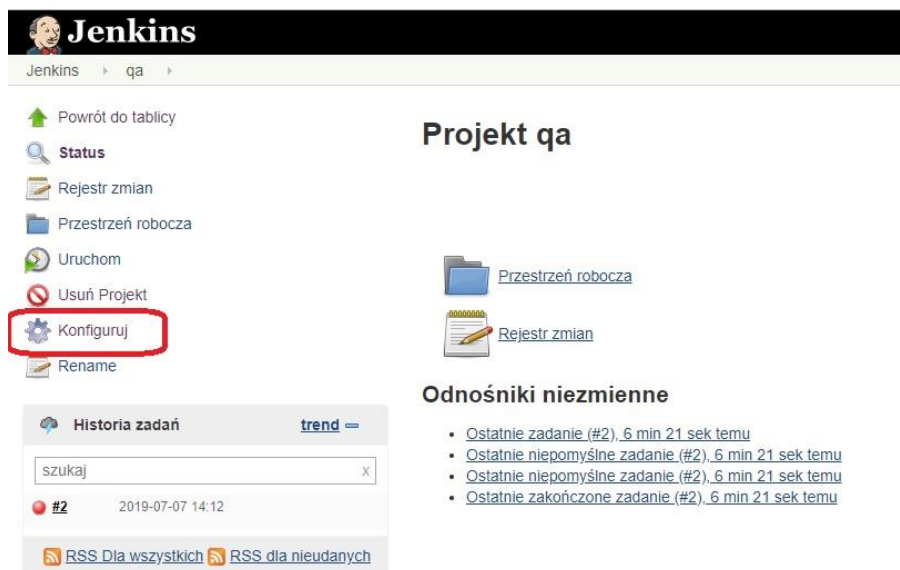 Jenkins
Jenkins qa
Powrót do tablicy
Status
Rejestr zmian
Przestrzeń robocza
Uruchom
Usuń Projekt
Konfiguruj
Rename
Historia zadań trend
szukaj x
#2 2019-07-07 14:12
RSS Dla wszystkich RSS dla nieudanych
Projekt qa
Przestrzeń robocza
Rejestr zmian
Odnośniki niezmienne
Ostatnie zadanie (#2), 6 min 21 sek temu
Ostatnie niepomyślne zadanie (#2), 6 min 21 sek temu
Ostatnie niepomyślne zadanie (#2), 6 min 21 sek temu
Ostatnie zakończone zadanie (#2), 6 min 21 sek temu